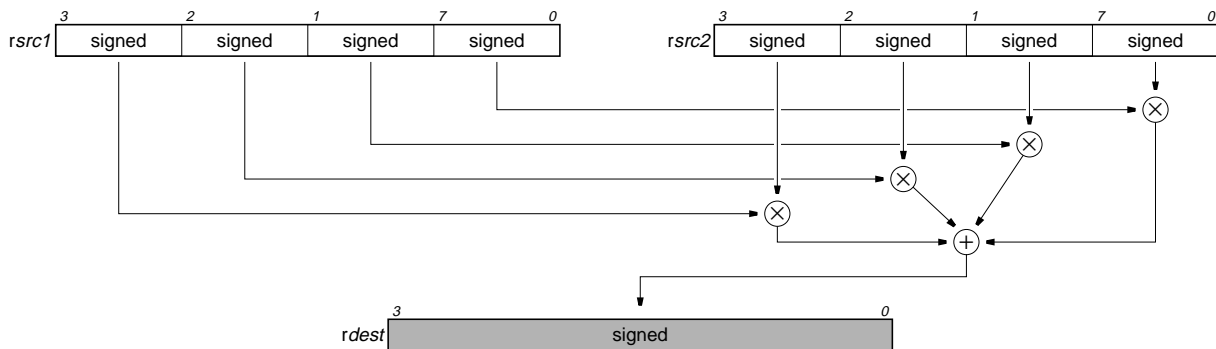 3 2 1 7 0 3 2 1 7 0
rsrc1 signed signed signed signed rsrc2 signed signed signed signed
3 0
rdest signed